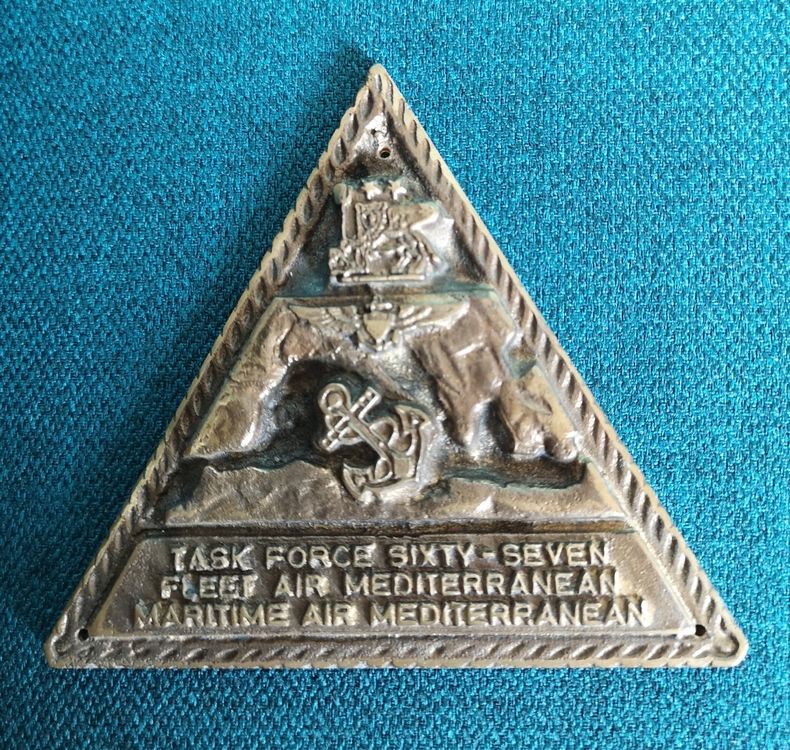 TASK FORCE SIXTY-SEVEN
FLEET AIR MEDITERRANEAN
MARITIME AIR MEDITERRANEAN